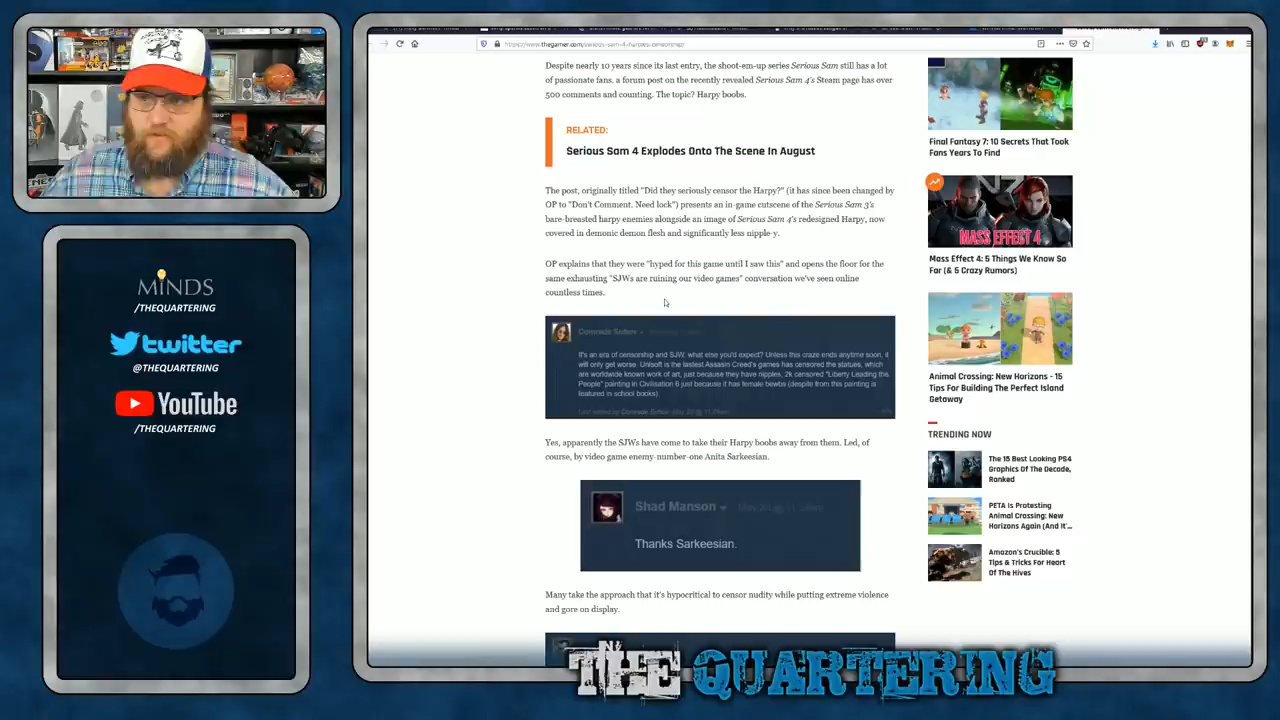 MiNDS
/THEQUARTERING
twitter
@THEQUARTERING
YouTube
/THEQUARTERING
https://www.thegamer.com/serious-sam-4-harpies-censorship/
Despite nearly 10 years since its last entry, the shoot-em-up series Serious Sam still has a lot
of passionate fans. a forum post on the recently revealed Serious Sam 4's Steam page has over
500 comments and counting. The topic? Harpy boobs.
RELATED:
Serious Sam 4 Explodes Onto The Scene In August
The post, originally titled "Did they seriously censor the Harpy?" (it has since been changed by
OP to "Don't Comment. Need lock") presents an in-game cutscene of the Serious Sam 3's
bare-breasted harpy enemies alongside an image of Serious Sam 4's redesigned Harpy, now
covered in demonic demon flesh and significantly less nipple-y.
OP explains that they were "hyped for this game until I saw this" and opens the floor for the
same exhausting "SJWs are ruining our video games" conversation we've seen online
countless times.
It's an era of censorship and SJW, what else you'd expect? Unless this craze ends anytime soon, it
will only get worse. Unisoft is the lastest Assasin Creed's games has censored the statues, which
are worldwide known work of art, just because they have nipples, 2k censored "Liberty Leading the
People" painting in Civilisation 6 just because it has female bewbs (despite from this painting is
featured in school books)
Yes, apparently the SJWs have come to take their Harpy boobs away from them. Led, of
course, by video game enemy-number-one Anita Sarkeesian.
Shad Manson
Thanks Sarkeesian.
Many take the approach that it's hypocritical to censor nudity while putting extreme violence
and gore on display.
Final Fantasy 7: 10 Secrets That Took
Fans Years To Find
N7
MASS EFFECT 4
Mass Effect 4: 5 Things We Know So
Far (& 5 Crazy Rumors)
Animal Crossing: New Horizons - 15
Tips For Building The Perfect Island
Getaway
TRENDING NOW
The 15 Best Looking PS4
Graphics Of The Decade,
Ranked
PETA Is Protesting
Animal Crossing: New
Horizons Again (And It'...
Amazon's Crucible: 5
Tips & Tricks For Heart
Of The Hives
THE QUARTERING